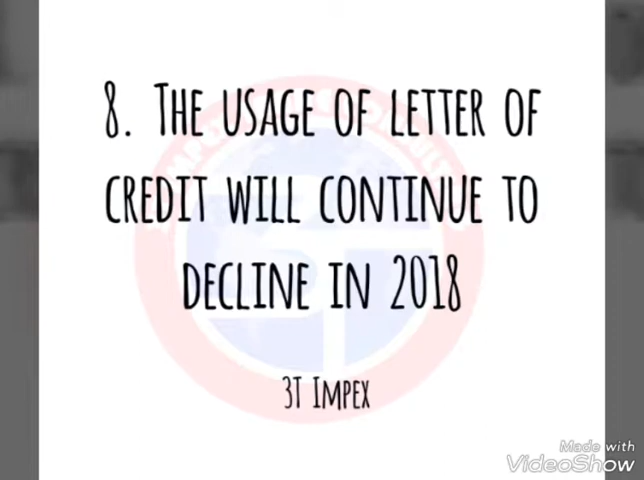 8. The usage of letter of
credit will continue to
decline in 2018
3T Impex
Made with
VideoShow